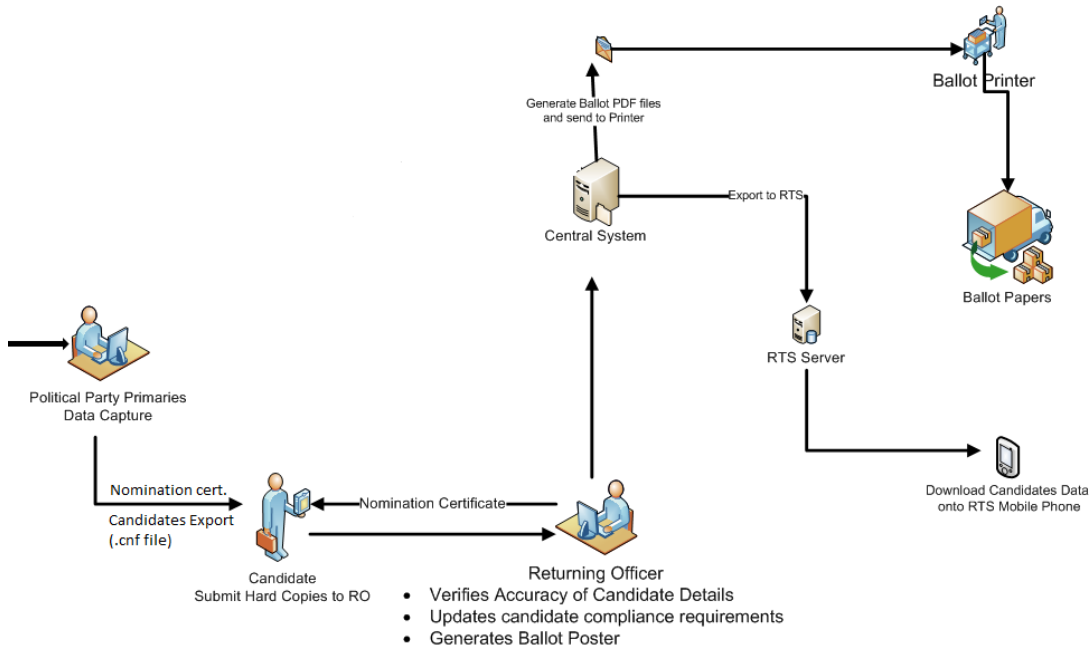 Ballot Printer
Generate Ballot PDF files
and send to Printer
Export to RTS
Central System
Ballot Papers
RTS Server
Political Party Primaries
Data Capture
Nomination cert.
Candidates Export
(.cnf file)
Nomination Certificate
Download Candidates Data
onto RTS Mobile Phone
Candidate
Submit Hard Copies to RO
Returning Officer
• Verifies Accuracy of Candidate Details
• Updates candidate compliance requirements
• Generates Ballot Poster